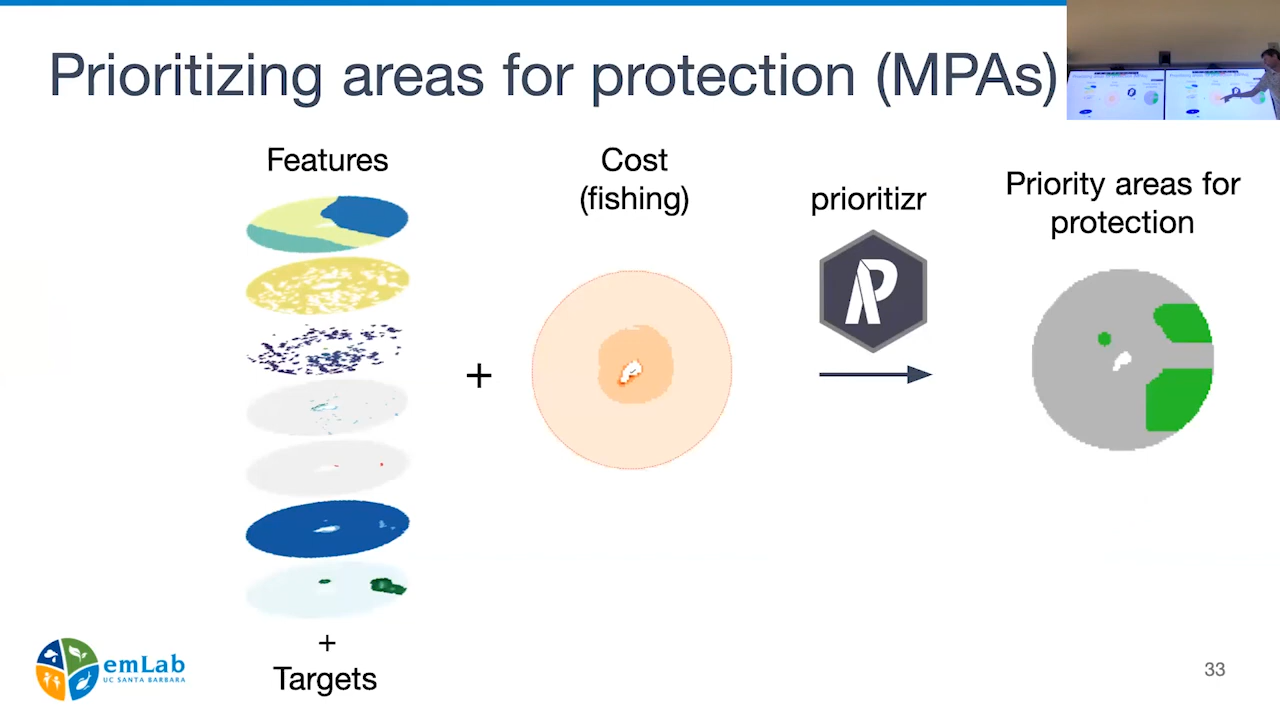 Prioritizing areas for protection (MPAs)
Features
Cost
(fishing)
prioritizr
Priority areas for
protection
+
+
Targets
emLab
UC SANTA BARBARA
33